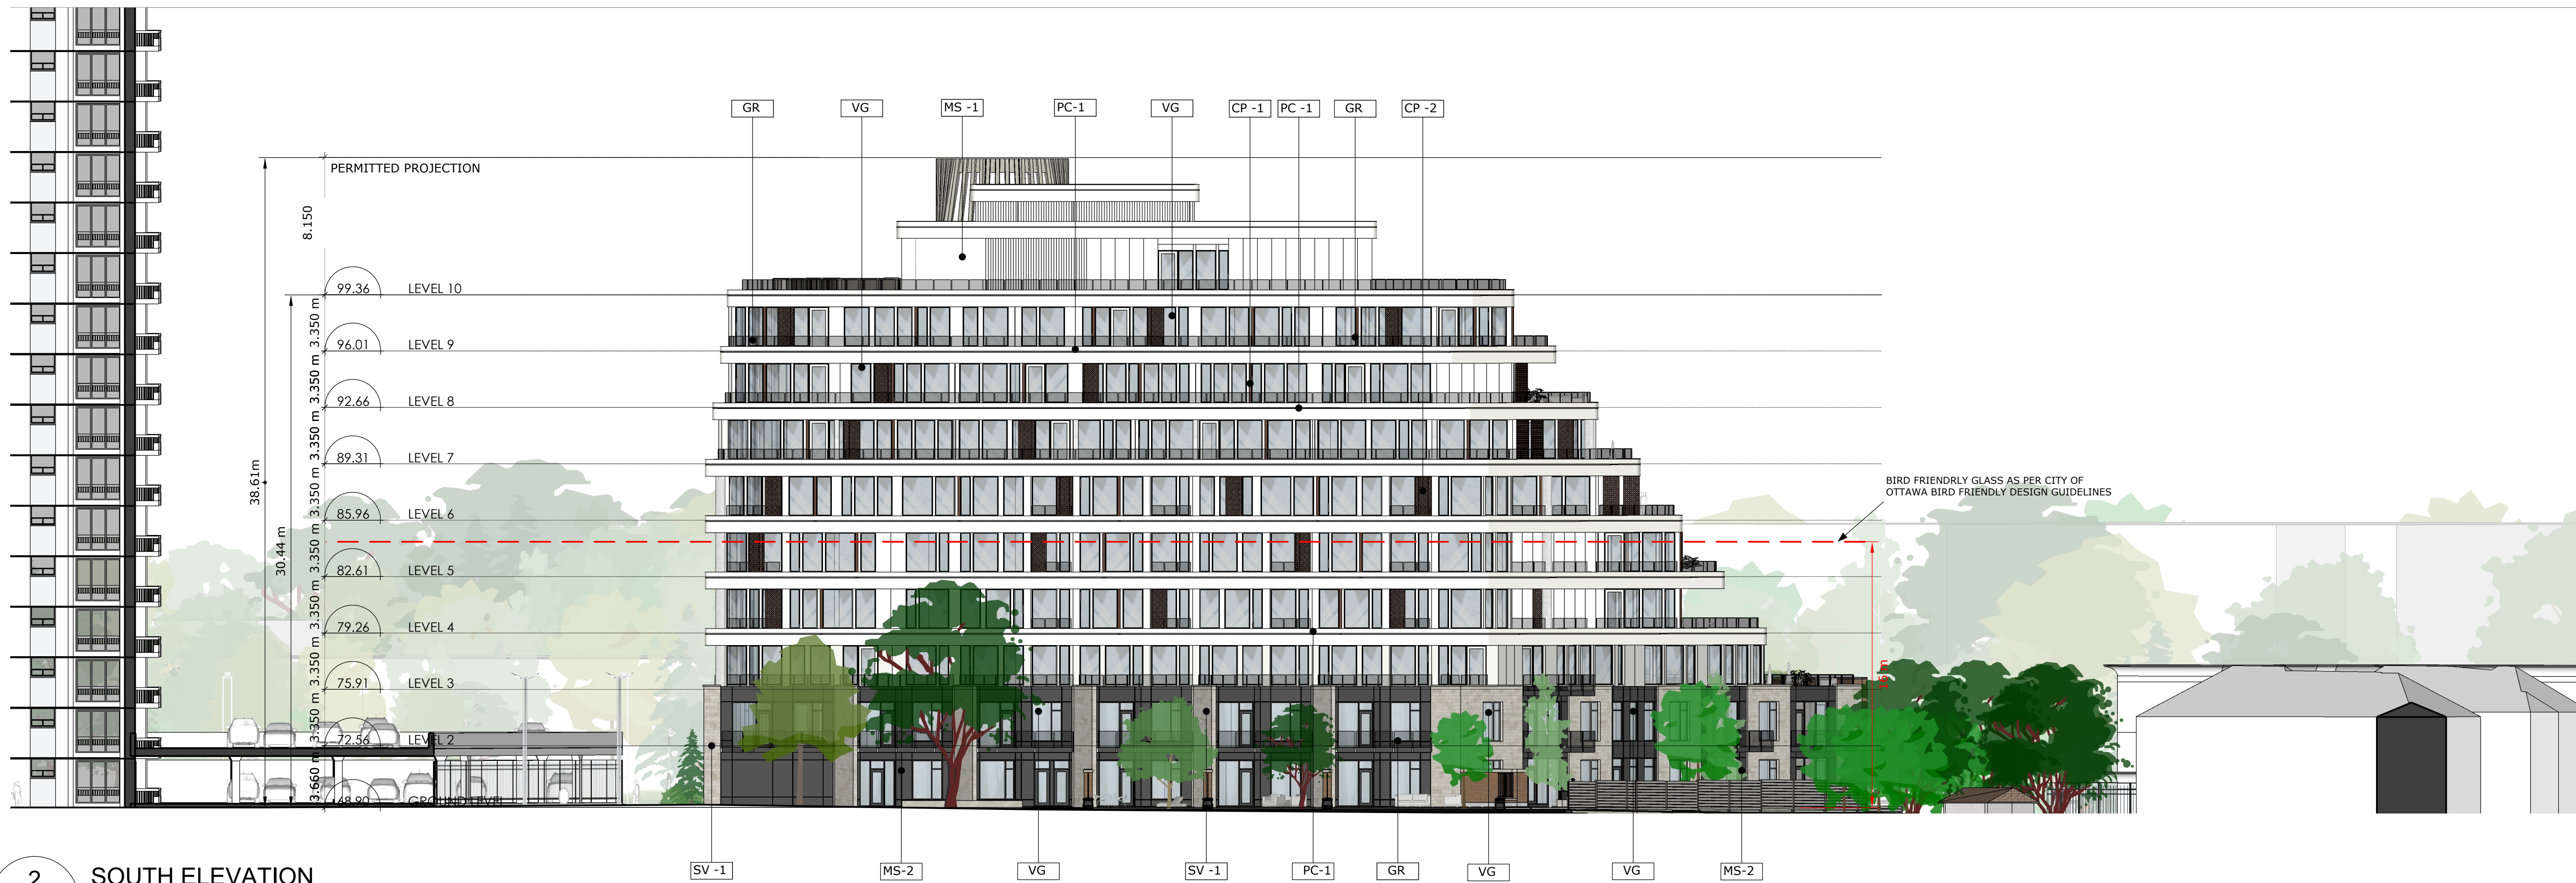 GR
VG
MS -1
PC-1
VG
CP -1
PC -1
GR
CP -2
PERMITTED PROJECTION
8.150
38.61m
30.44 m
99.36 LEVEL 10
3.350 m
96.01 LEVEL 9
3.350 m
92.66 LEVEL 8
3.350 m
89.31 LEVEL 7
3.350 m
85.96 LEVEL 6
3.350 m
82.61 LEVEL 5
3.350 m
79.26 LEVEL 4
3.350 m
75.91 LEVEL 3
3.350 m
72.56 LEVEL 2
3.660 m
68.90 GROUND LEVEL
BIRD FRIENDRLY GLASS AS PER CITY OF
OTTAWA BIRD FRIENDLY DESIGN GUIDELINES
15 m
SV -1
MS-2
VG
SV -1
PC-1
GR
VG
VG
MS-2
2
SOUTH ELEVATION